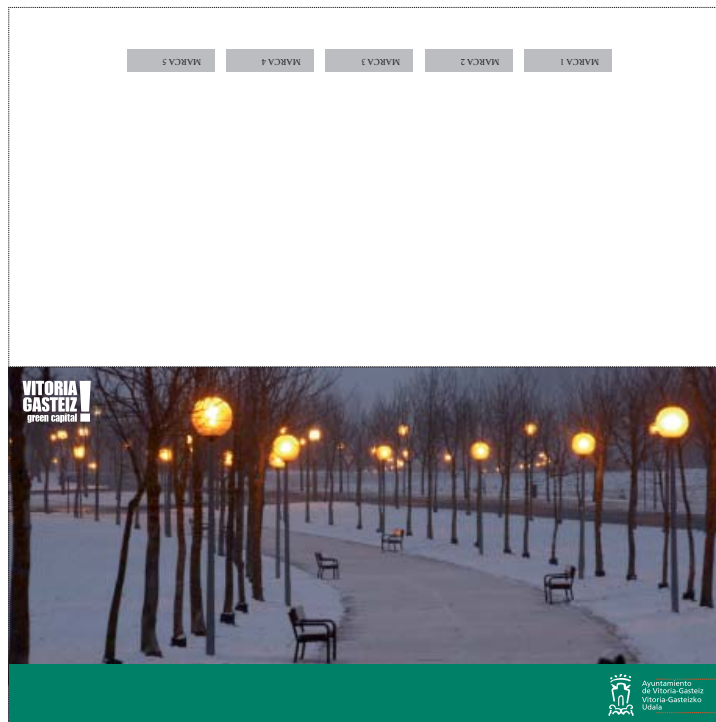 MARCA 5 MARCA 4 MARCA 3 MARCA 2 MARCA 1
VITORIA
GASTEIZ!
green capital
Ayuntamiento
de Vitoria-Gasteiz
Vitoria-Gasteizko
Udala